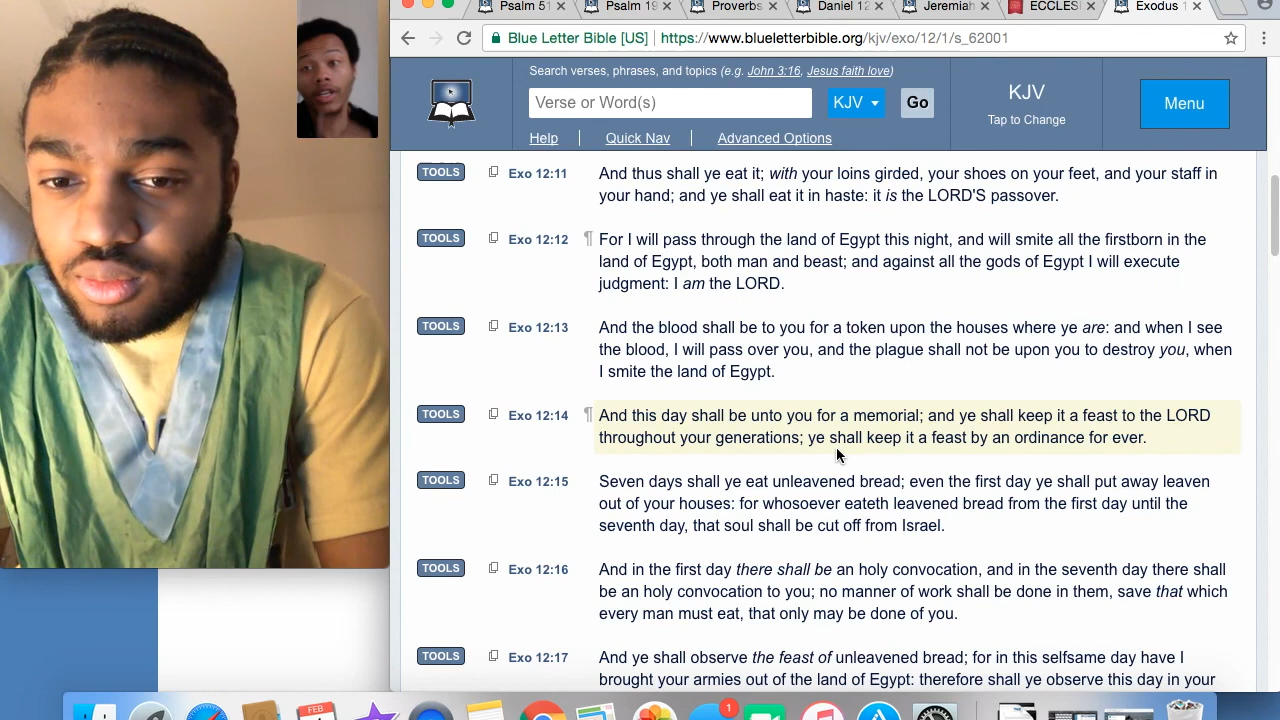 Psalm 51
Psalm 19
Proverbs
Daniel 12
Jeremiah
ECCLESI
Exodus 1
Blue Letter Bible [US]
https://www.blueletterbible.org/kjv/exo/12/1/s_62001
Search verses, phrases, and topics (e.g. John 3:16, Jesus faith love)
Verse or Word(s)
KJV
Go
Help
Quick Nav
Advanced Options
KJV
Tap to Change
Menu
TOOLS Exo 12:11 And thus shall ye eat it; with your loins girded, your shoes on your feet, and your staff in
your hand; and ye shall eat it in haste: it is the LORD'S passover.
TOOLS Exo 12:12 ¶ For I will pass through the land of Egypt this night, and will smite all the firstborn in the
land of Egypt, both man and beast; and against all the gods of Egypt I will execute
judgment: I am the LORD.
TOOLS Exo 12:13 And the blood shall be to you for a token upon the houses where ye are: and when I see
the blood, I will pass over you, and the plague shall not be upon you to destroy you, when
I smite the land of Egypt.
TOOLS Exo 12:14 ¶ And this day shall be unto you for a memorial; and ye shall keep it a feast to the LORD
throughout your generations; ye shall keep it a feast by an ordinance for ever.
TOOLS Exo 12:15 Seven days shall ye eat unleavened bread; even the first day ye shall put away leaven
out of your houses: for whosoever eateth leavened bread from the first day until the
seventh day, that soul shall be cut off from Israel.
TOOLS Exo 12:16 And in the first day there shall be an holy convocation, and in the seventh day there shall
be an holy convocation to you; no manner of work shall be done in them, save that which
every man must eat, that only may be done of you.
TOOLS Exo 12:17 And ye shall observe the feast of unleavened bread; for in this selfsame day have I
brought your armies out of the land of Egypt: therefore shall ye observe this day in your
FEB
1